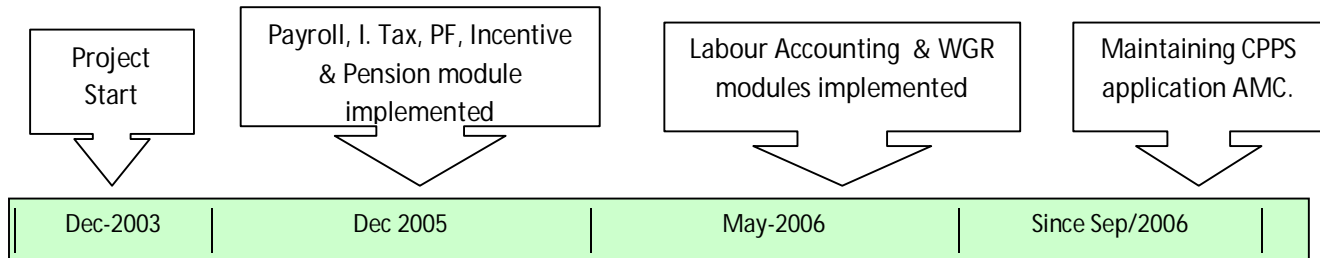 Project
Start
Payroll, I. Tax, PF, Incentive
& Pension module
implemented
Labour Accounting & WGR
modules implemented
Maintaining CPPS
application AMC.
Dec-2003
Dec 2005
May-2006
Since Sep/2006